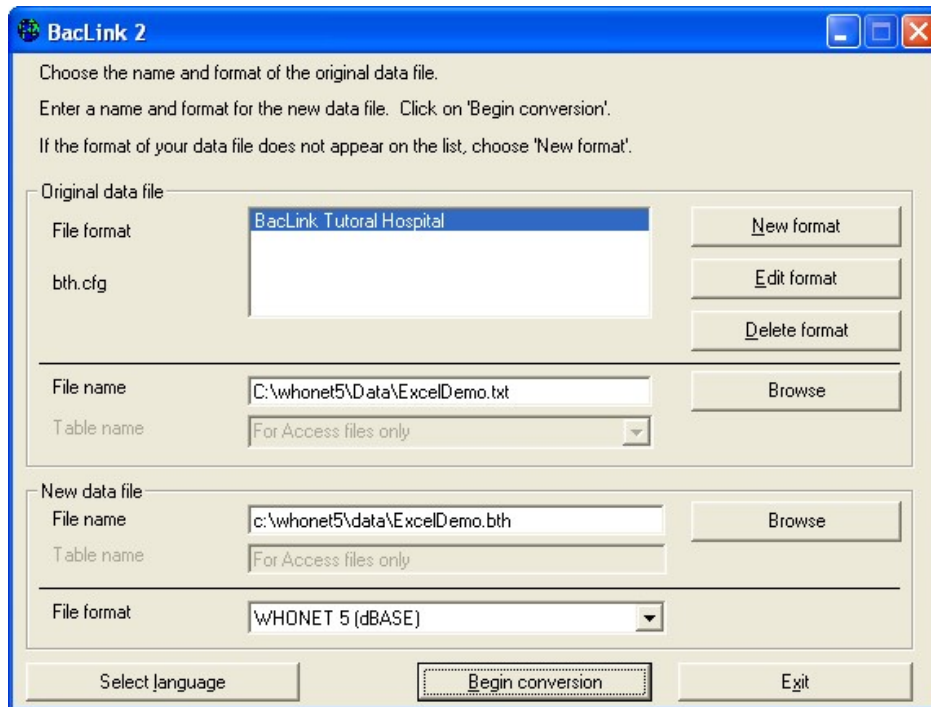 BacLink 2
Choose the name and format of the original data file.
Enter a name and format for the new data file. Click on 'Begin conversion'.
If the format of your data file does not appear on the list, choose 'New format'.
Original data file
File format
BacLink Tutoral Hospital
New format
bth.cfg
Edit format
Delete format
File name
C:\whonet5\Data\ExcelDemo.txt
Browse
Table name
For Access files only
New data file
File name
c:\whonet5\data\ExcelDemo.bth
Browse
Table name
For Access files only
File format
WHONET 5 (dBASE)
Select language
Begin conversion
Exit